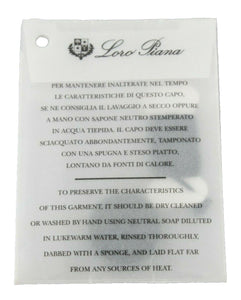 Loro Piana
PER MANTENERE INALTERATE NEL TEMPO
LE CARATTERISTICHE DI QUESTO CAPO,
SE NE CONSIGLIA IL LAVAGGIO A SECCO OPPURE
A MANO CON SAPONE NEUTRO STEMPERATO
IN ACQUA TIEPIDA. IL CAPO DEVE ESSERE
SCIACQUATO ABBONDANTEMENTE, TAMPONATO
CON UNA SPUGNA E STESO PIATTO,
LONTANO DA FONTI DI CALORE.
TO PRESERVE THE CHARACTERISTICS
OF THIS GARMENT, IT SHOULD BE DRY CLEANED
OR WASHED BY HAND USING NEUTRAL SOAP DILUTED
IN LUKEWARM WATER, RINSED THOROUGHLY,
DABBED WITH A SPONGE, AND LAID FLAT FAR
FROM ANY SOURCES OF HEAT.